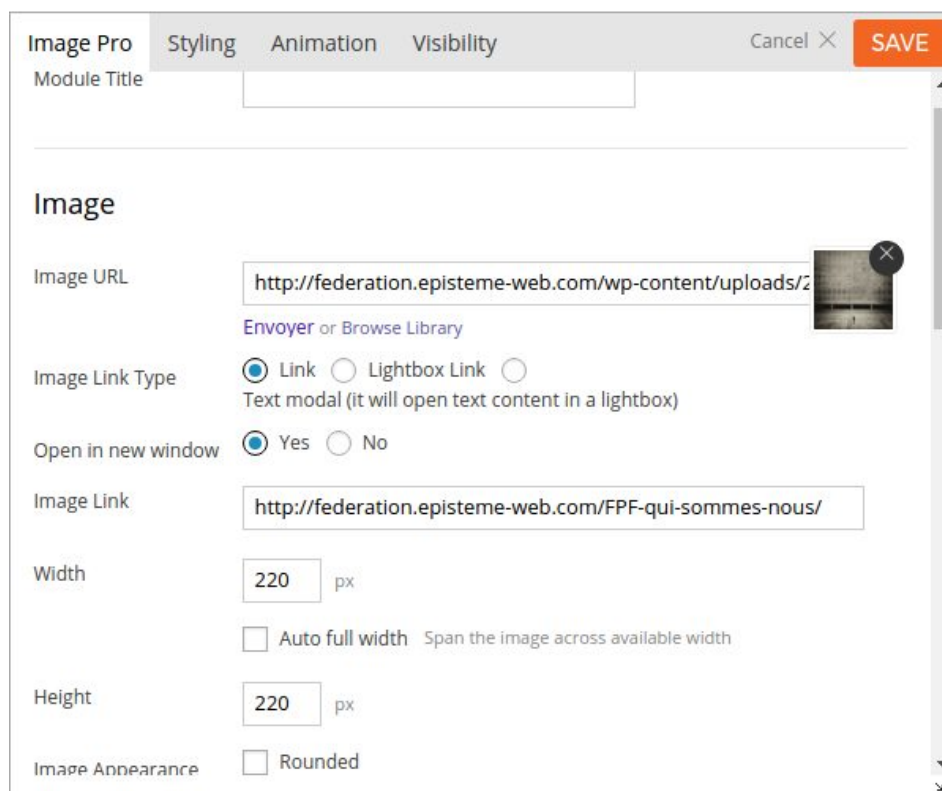 Image Pro Styling Animation Visibility Cancel SAVE
Module Title
Image
Image URL http://federation.episteme-web.com/wp-content/uploads/2
Envoyer or Browse Library
Image Link Type Link Lightbox Link
Text modal (it will open text content in a lightbox)
Open in new window Yes No
Image Link http://federation.episteme-web.com/FPF-qui-sommes-nous/
Width 220 px
Auto full width Span the image across available width
Height 220 px
Image Appearance Rounded